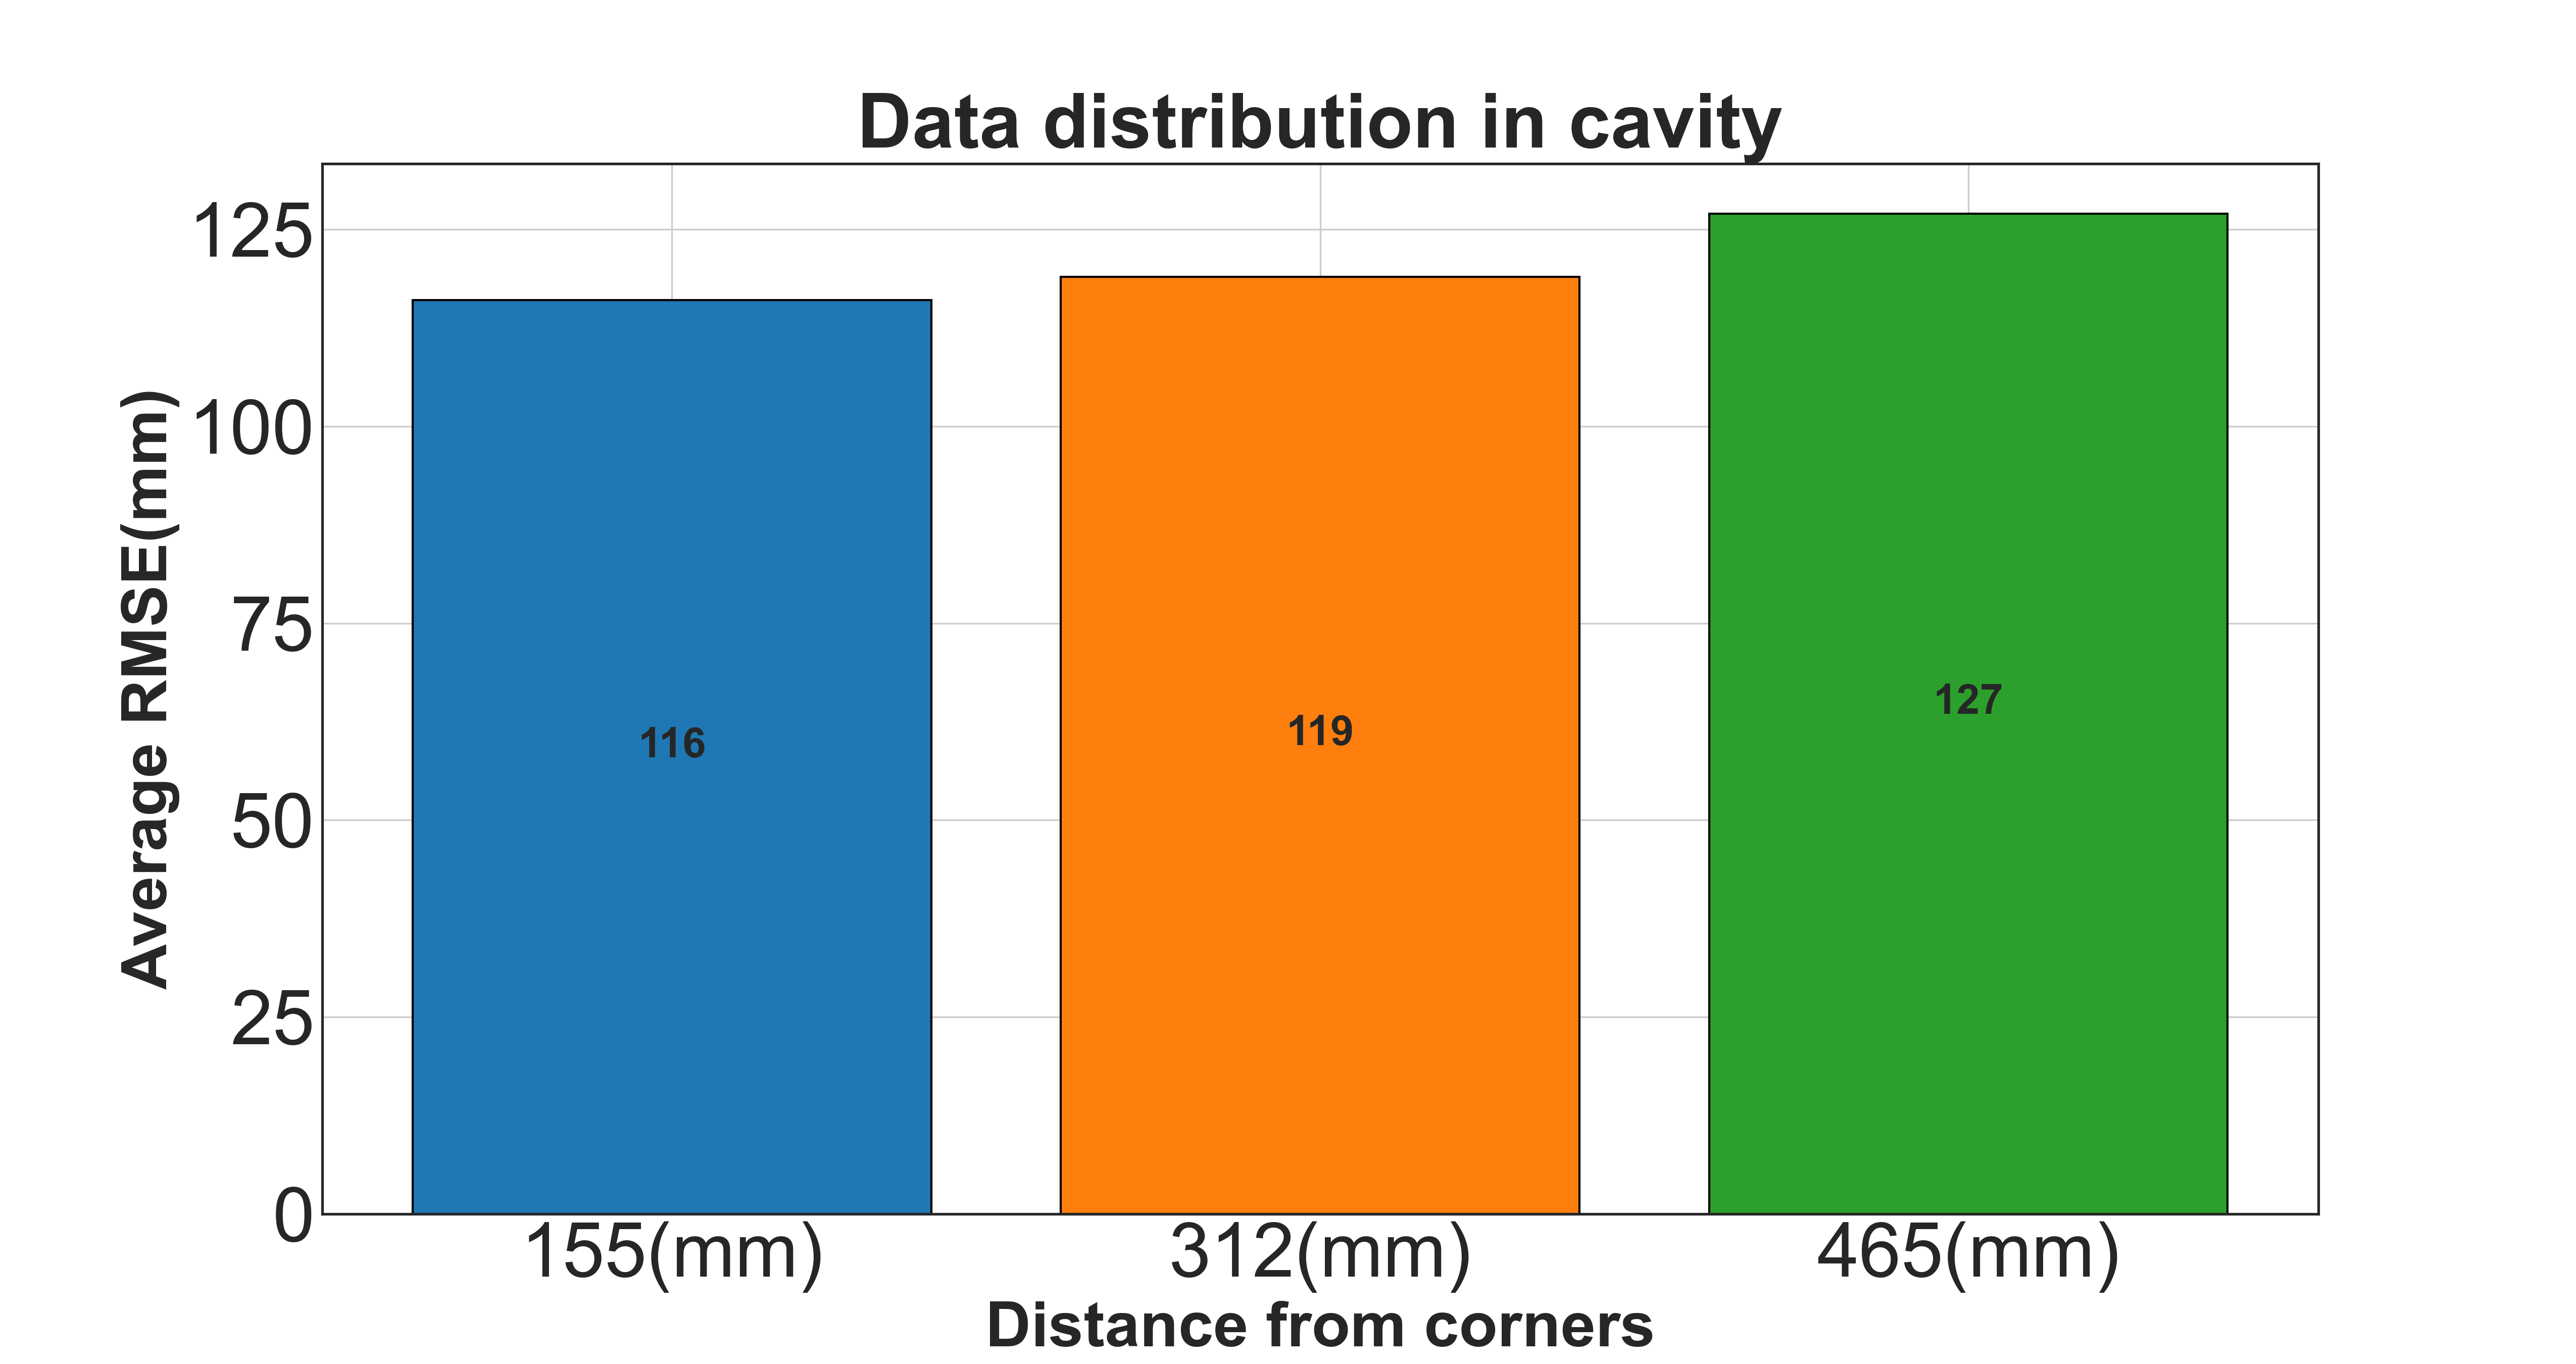 Data distribution in cavity
Average RMSE(mm)
125
100
75
50
25
0
116
119
127
155(mm)
312(mm)
465(mm)
Distance from corners